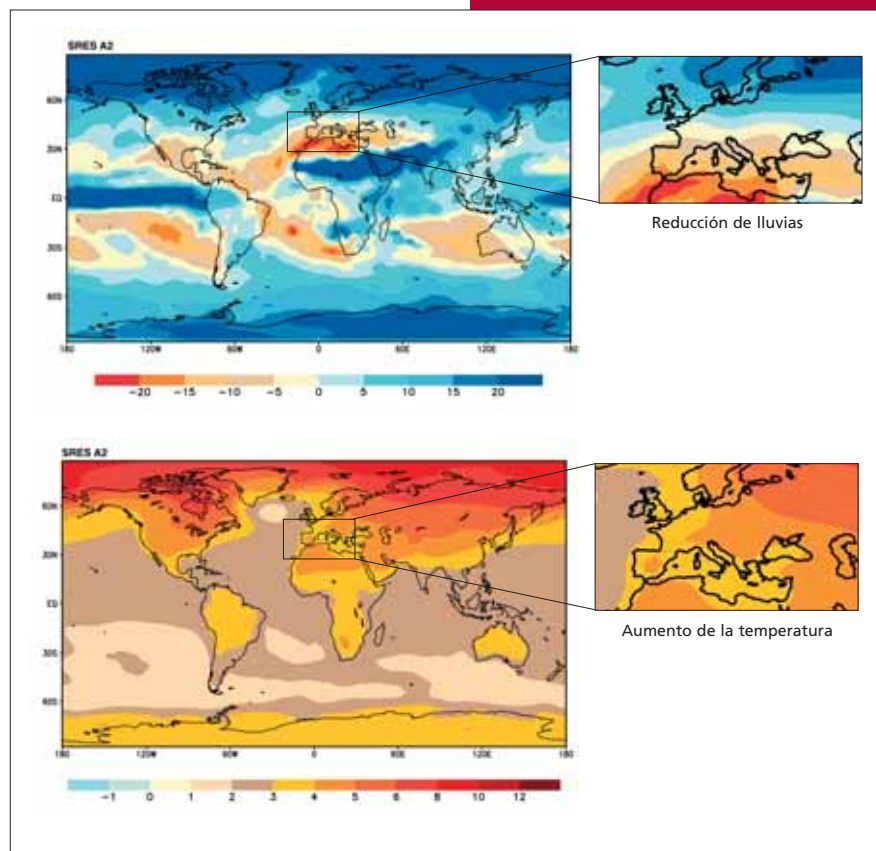 SRES A2
60N
30N
EQ
30S
60S
180 120W 60W 0 60E 120E 180
Reducción de lluvias
−20 −15 −10 −5 0 5 10 15 20
SRES A2
60N
30N
EQ
30S
60S
180 120W 60W 0 60E 120E 180
Aumento de la temperatura
−1 0 1 2 3 4 5 6 8 10 12